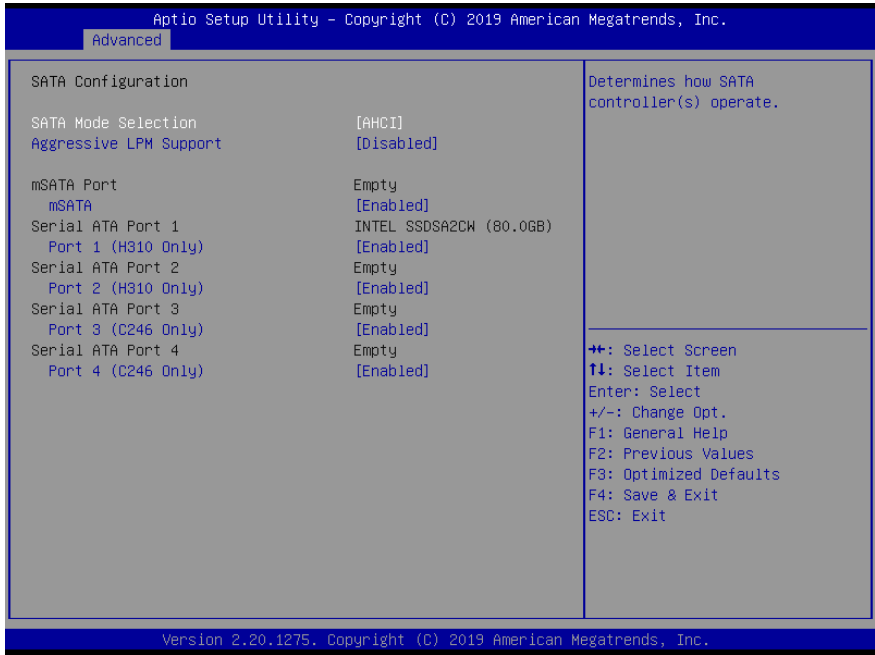 Aptio Setup Utility – Copyright (C) 2019 American Megatrends, Inc.
Advanced
SATA Configuration
SATA Mode Selection [AHCI]
Aggressive LPM Support [Disabled]
mSATA Port Empty
mSATA [Enabled]
Serial ATA Port 1 INTEL SSDSA2CW (80.0GB)
Port 1 (H310 Only) [Enabled]
Serial ATA Port 2 Empty
Port 2 (H310 Only) [Enabled]
Serial ATA Port 3 Empty
Port 3 (C246 Only) [Enabled]
Serial ATA Port 4 Empty
Port 4 (C246 Only) [Enabled]
Determines how SATA
controller(s) operate.
→←: Select Screen
↑↓: Select Item
Enter: Select
+/-: Change Opt.
F1: General Help
F2: Previous Values
F3: Optimized Defaults
F4: Save & Exit
ESC: Exit
Version 2.20.1275. Copyright (C) 2019 American Megatrends, Inc.